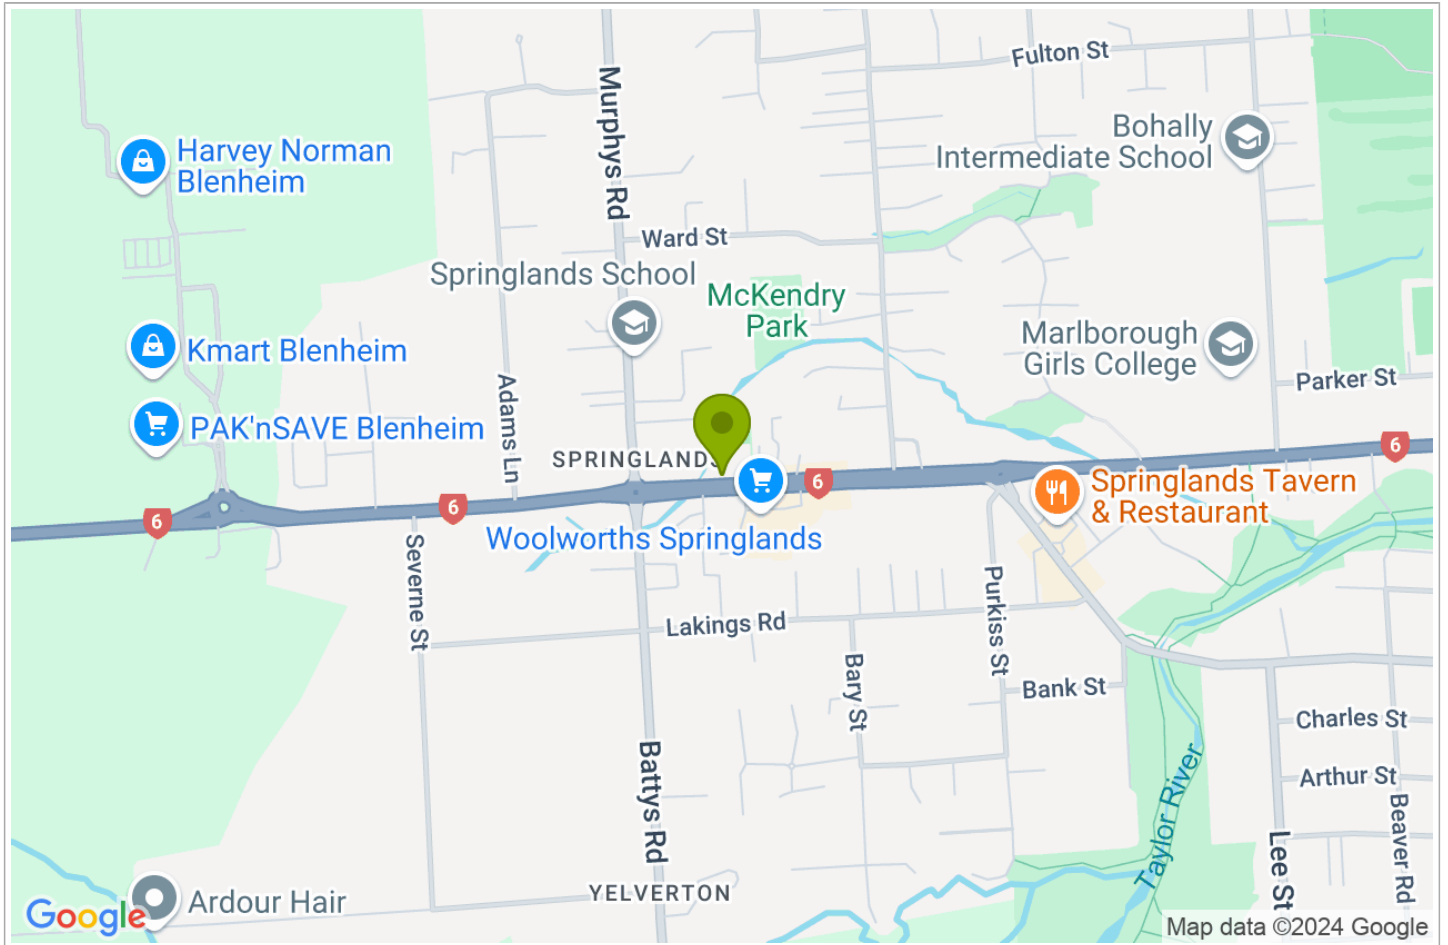 Fulton St
Murphys Rd
Bohally
Intermediate School
Harvey Norman
Blenheim
Ward St
Springlands School
McKendry
Park
Marlborough
Girls College
Kmart Blenheim
Parker St
Adams Ln
PAK'nSAVE Blenheim
SPRINGLANDS
6
6
6
6
Springlands Tavern
& Restaurant
Woolworths Springlands
Severne St
Purkiss St
Lakings Rd
Bary St
Bank St
Charles St
Arthur St
Battys Rd
Taylor River
Beaver Rd
Lee St
YELVERTON
Ardour Hair
Google
Map data ©2024 Google